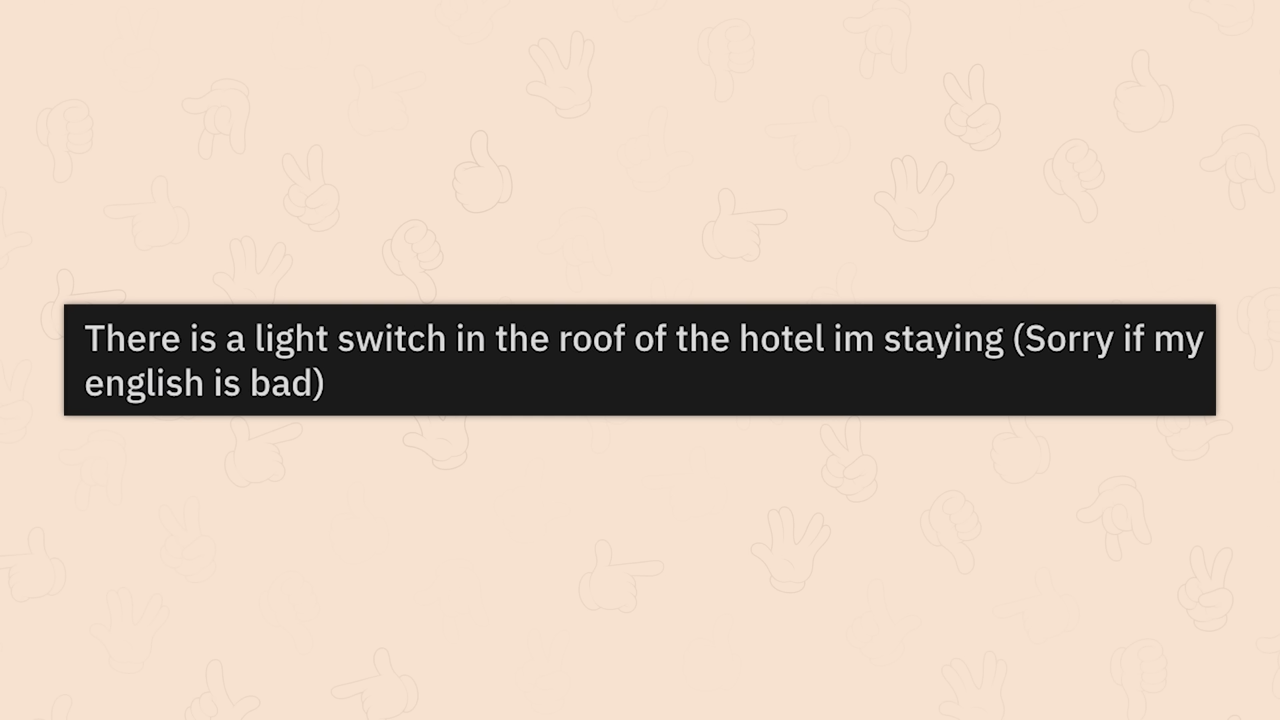 There is a light switch in the roof of the hotel im staying (Sorry if my
english is bad)